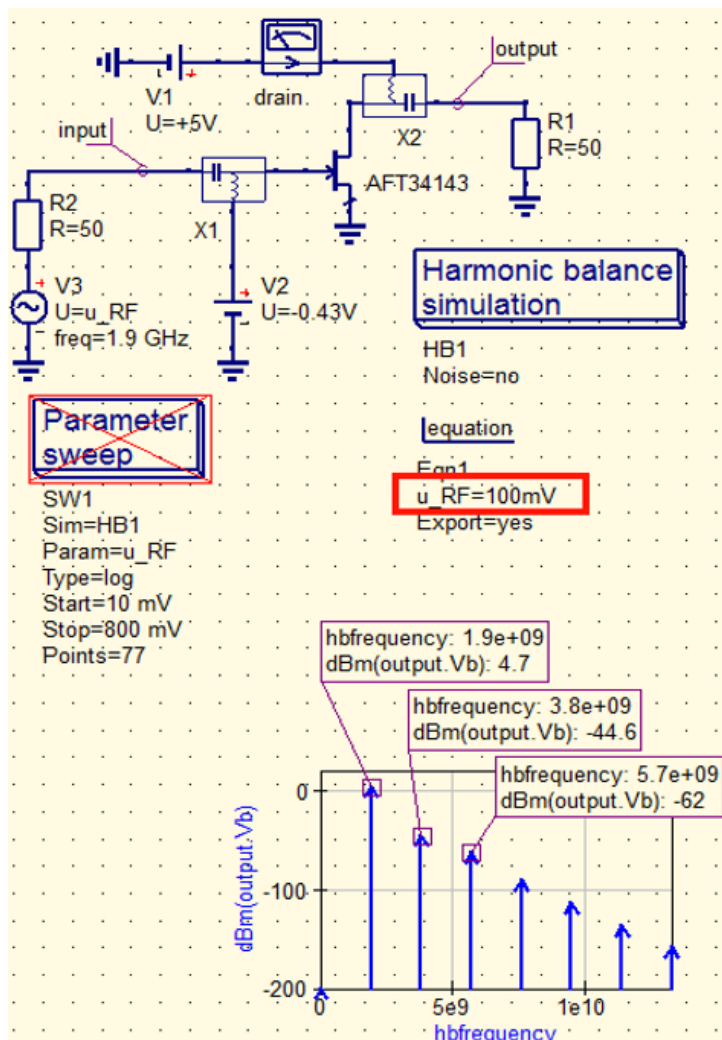 output
V1
U=+5V
drain
X2
R1
R=50
input
AFT34143
R2
R=50
X1
V3
U=u_RF
freq=1.9 GHz
V2
U=-0.43V
Harmonic balance
simulation
HB1
Noise=no
equation
Eqn1
u_RF=100mV
Export=yes
Parameter
sweep
SW1
Sim=HB1
Param=u_RF
Type=log
Start=10 mV
Stop=800 mV
Points=77
hbfrequency: 1.9e+09
dBm(output.Vb): 4.7
hbfrequency: 3.8e+09
dBm(output.Vb): -44.6
hbfrequency: 5.7e+09
dBm(output.Vb): -62
dBm(output.Vb)
0
-100
-200
0
5e9
1e10
hbfrequency